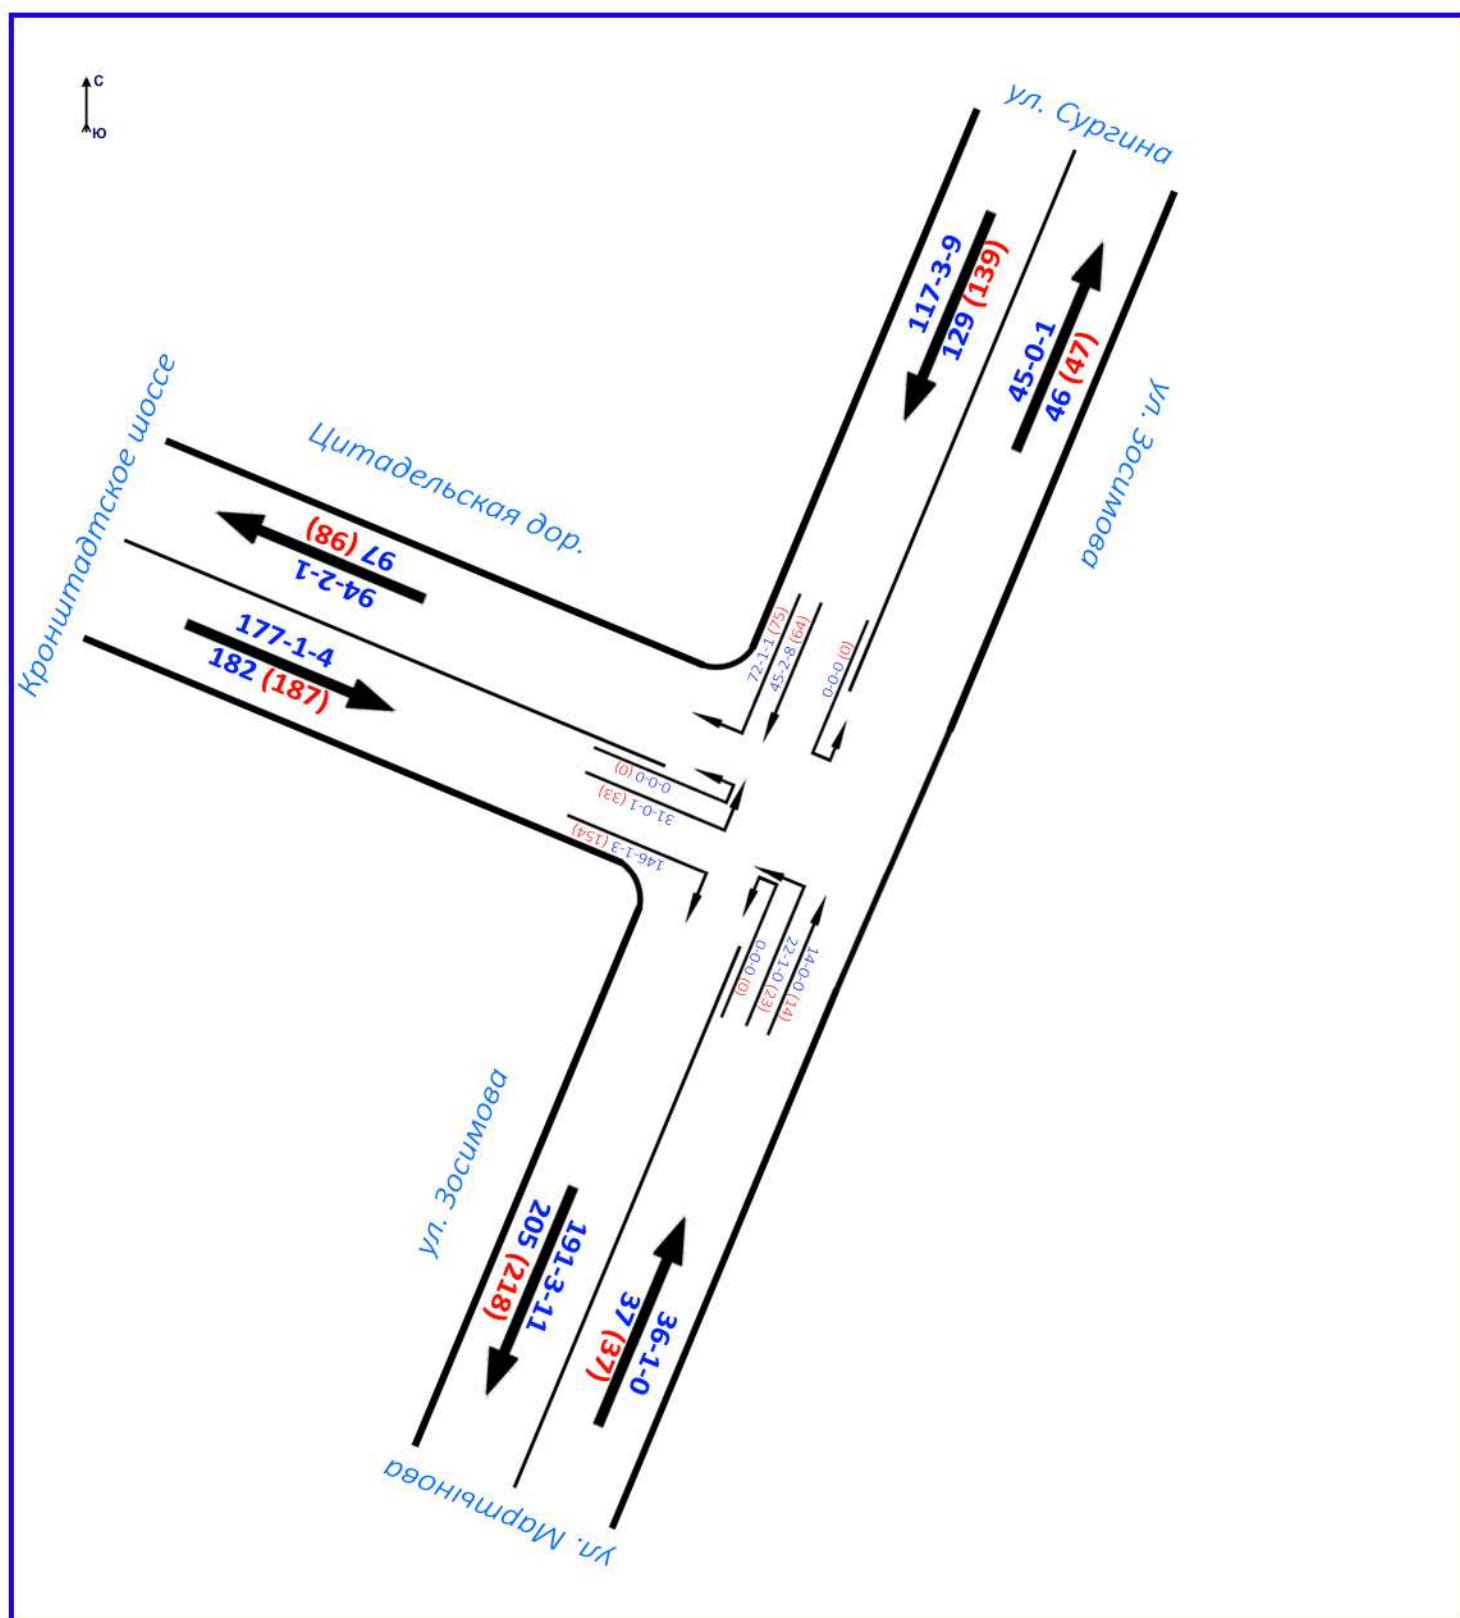 С
Ю
ул. Сургина
117-3-9
129 (139)
45-0-1
46 (47)
ул. Зосимова
Кронштадтское шоссе
Цитадельская дор.
97 (98)
94-2-1
177-1-4
182 (187)
72-1-1 (75)
45-2-8 (64)
0-0-0 (0)
0-0-0 (0)
31-0-1 (33)
146-1-3 (154)
0-0-0 (0)
22-1-0 (23)
14-0-0 (14)
ул. Зосимова
205 (218)
191-3-11
37 (37)
36-1-0
ул. Мартынова